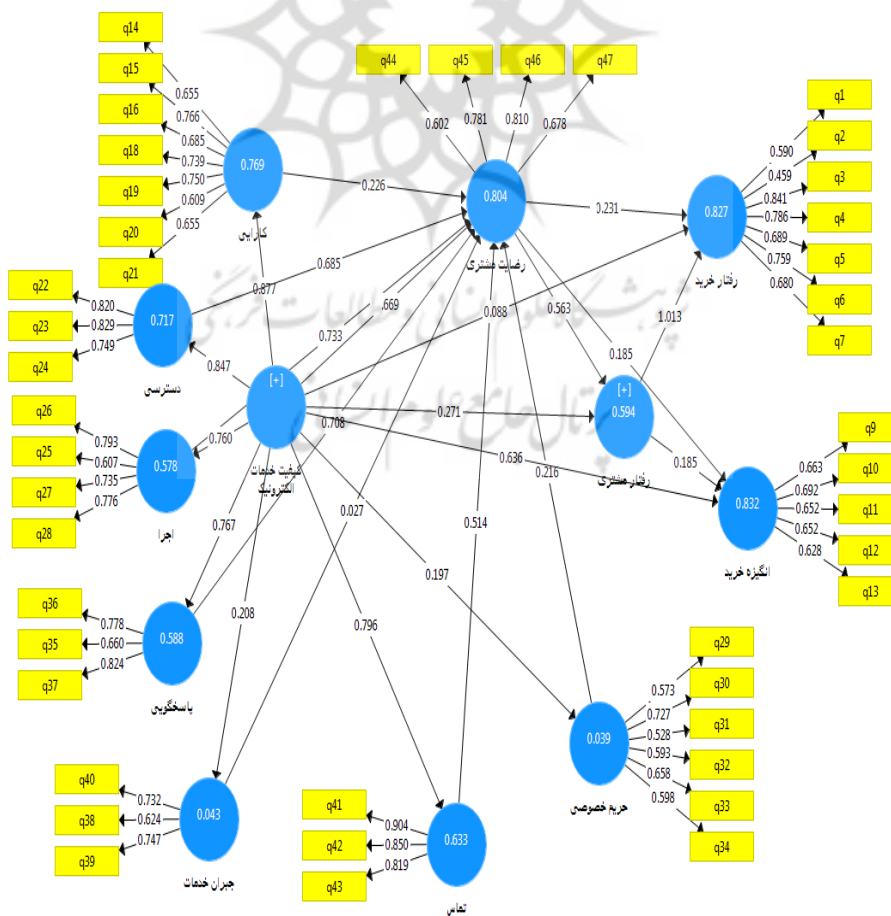 q14
q15
q16
q18
q19
q20
q21
0.655
0.766
0.685
0.739
0.750
0.609
0.655
0.769
کارایی
q44
q45
q46
q47
0.602
0.781
0.810
0.678
0.804
رضایت مشتری
q1
q2
q3
q4
q5
q6
q7
0.590
0.459
0.841
0.786
0.689
0.759
0.680
0.827
رفتار خرید
0.226
0.231
q22
q23
q24
0.820
0.829
0.749
0.717
دسترسی
0.685
0.877
0.733
.669
0.088
0.563
1.013
0.185
پژوهشگاه علوم انسانی و مطالعات فرهنگی
پرتال جامع علوم انسانی
0.847
[+]
کیفیت خدمات
الکترونیک
0.271
[+]
0.594
رفتار مشتری
q26
q25
q27
q28
0.793
0.607
0.735
0.776
0.578
اجرا
0.760
0.708
0.636
0.216
0.185
q9
q10
q11
q12
q13
0.663
0.692
0.652
0.652
0.628
0.832
انگیزه خرید
0.767
0.027
0.514
0.197
q36
q35
q37
0.778
0.660
0.824
0.588
پاسخگویی
0.208
0.796
q29
q30
q31
q32
q33
q34
0.573
0.727
0.528
0.593
0.658
0.598
0.039
حریم خصوصی
q40
q38
q39
0.732
0.624
0.747
0.043
جبران خدمات
q41
q42
q43
0.904
0.850
0.819
0.633
تماس